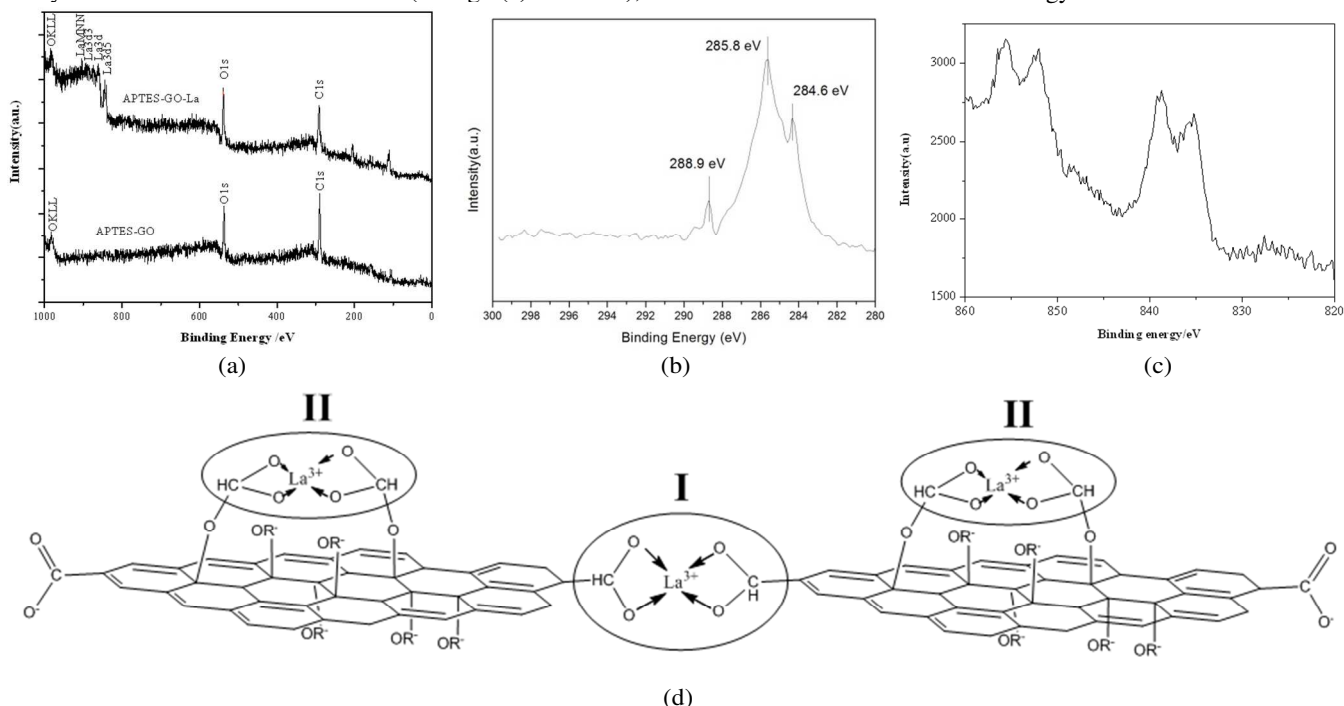 OKLL
LaMNN
La3d3
La3d
La3d5
O1s
C1s
APTES-GO-La
OKLL
O1s
C1s
APTES-GO
Intensity(a.u.)
1000 800 600 400 200 0
Binding Energy /eV
(a)
285.8 eV
284.6 eV
288.9 eV
Intensity(a.u.)
300 298 296 294 292 290 288 286 284 282 280
Binding Energy (eV)
(b)
3000
2500
2000
1500
Intensity(a.u)
860 850 840 830 820
Binding energy/eV
(c)
II
O O
HC La3+ CH
O O
O O
OR- OR-
O
C
O-
OR- OR- OR-
OR-
I
O O
HC La3+ C
H
O O
II
O O
HC La3+ CH
O O
O O
OR- OR-
O
C
O-
OR- OR- OR-
OR-
(d)